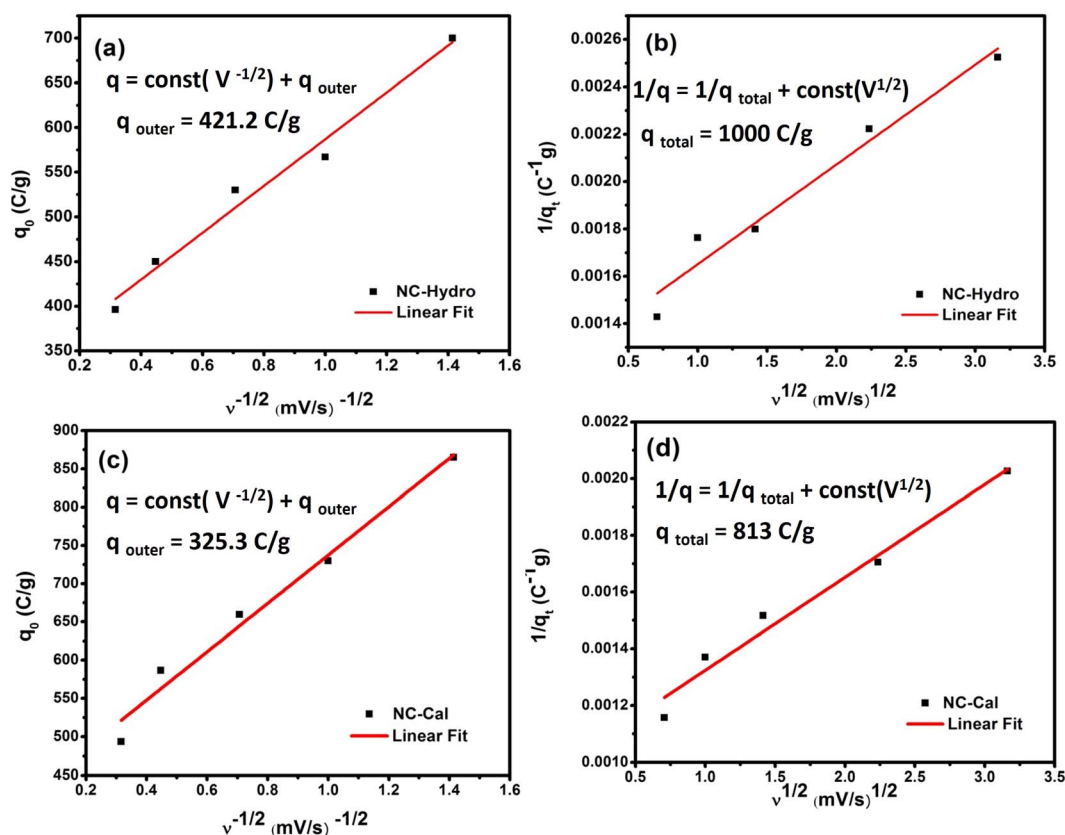 (a)
q = const( V -1/2) + q outer
q outer = 421.2 C/g
700
650
600
550
500
450
400
350
q0 (C/g)
NC-Hydro
Linear Fit
0.2 0.4 0.6 0.8 1.0 1.2 1.4 1.6
ν-1/2 (mV/s) -1/2
(b)
1/q = 1/q total + const(V1/2)
q total = 1000 C/g
0.0026
0.0024
0.0022
0.0020
0.0018
0.0016
0.0014
1/qt (C-1g)
NC-Hydro
Linear Fit
0.5 1.0 1.5 2.0 2.5 3.0 3.5
ν1/2 (mV/s)1/2
(c)
q = const( V -1/2) + q outer
q outer = 325.3 C/g
900
850
800
750
700
650
600
550
500
450
q0 (C/g)
NC-Cal
Linear Fit
0.2 0.4 0.6 0.8 1.0 1.2 1.4 1.6
ν-1/2 (mV/s) -1/2
(d)
1/q = 1/q total + const(V1/2)
q total = 813 C/g
0.0022
0.0020
0.0018
0.0016
0.0014
0.0012
0.0010
1/qt (C-1g)
NC-Cal
Linear Fit
0.5 1.0 1.5 2.0 2.5 3.0 3.5
ν1/2 (mV/s)1/2